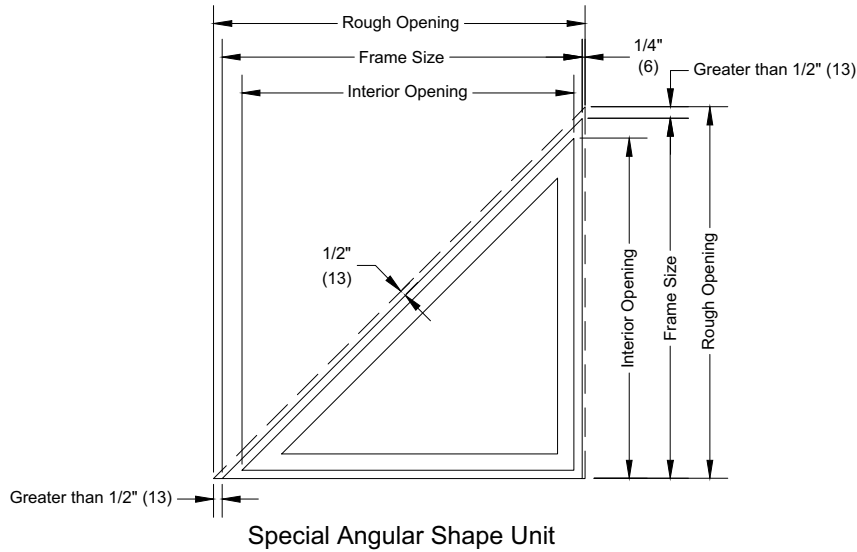 Rough Opening
Frame Size
Interior Opening
1/4"
(6)
Greater than 1/2" (13)
1/2"
(13)
Interior Opening
Frame Size
Rough Opening
Greater than 1/2" (13)
Special Angular Shape Unit